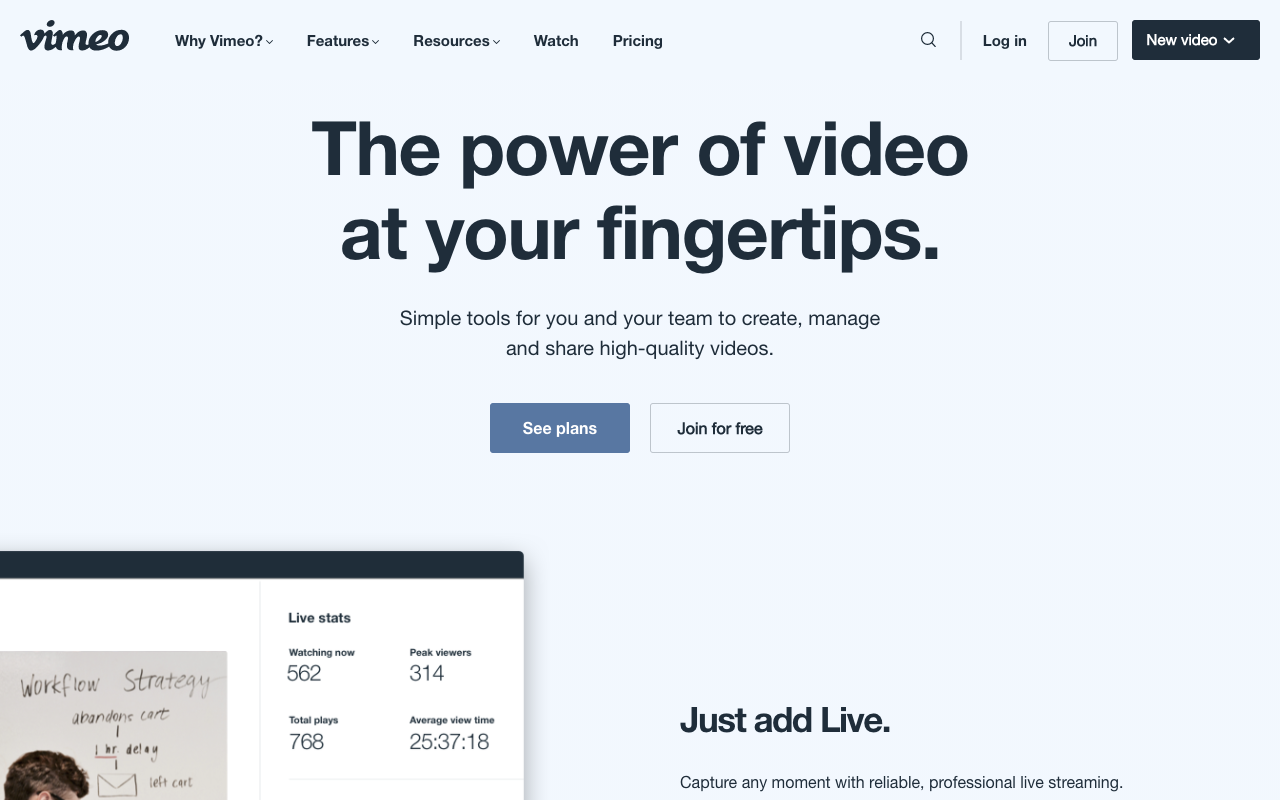 vimeo
Why Vimeo?
Features
Resources
Watch
Pricing
Log in
Join
New video
The power of video
at your fingertips.
Simple tools for you and your team to create, manage
and share high-quality videos.
See plans
Join for free
Live stats
Watching now
562
Peak viewers
314
Total plays
768
Average view time
25:37:18
Workflow Strategy
abandons cart
1 hr. delay
left cart
Just add Live.
Capture any moment with reliable, professional live streaming.